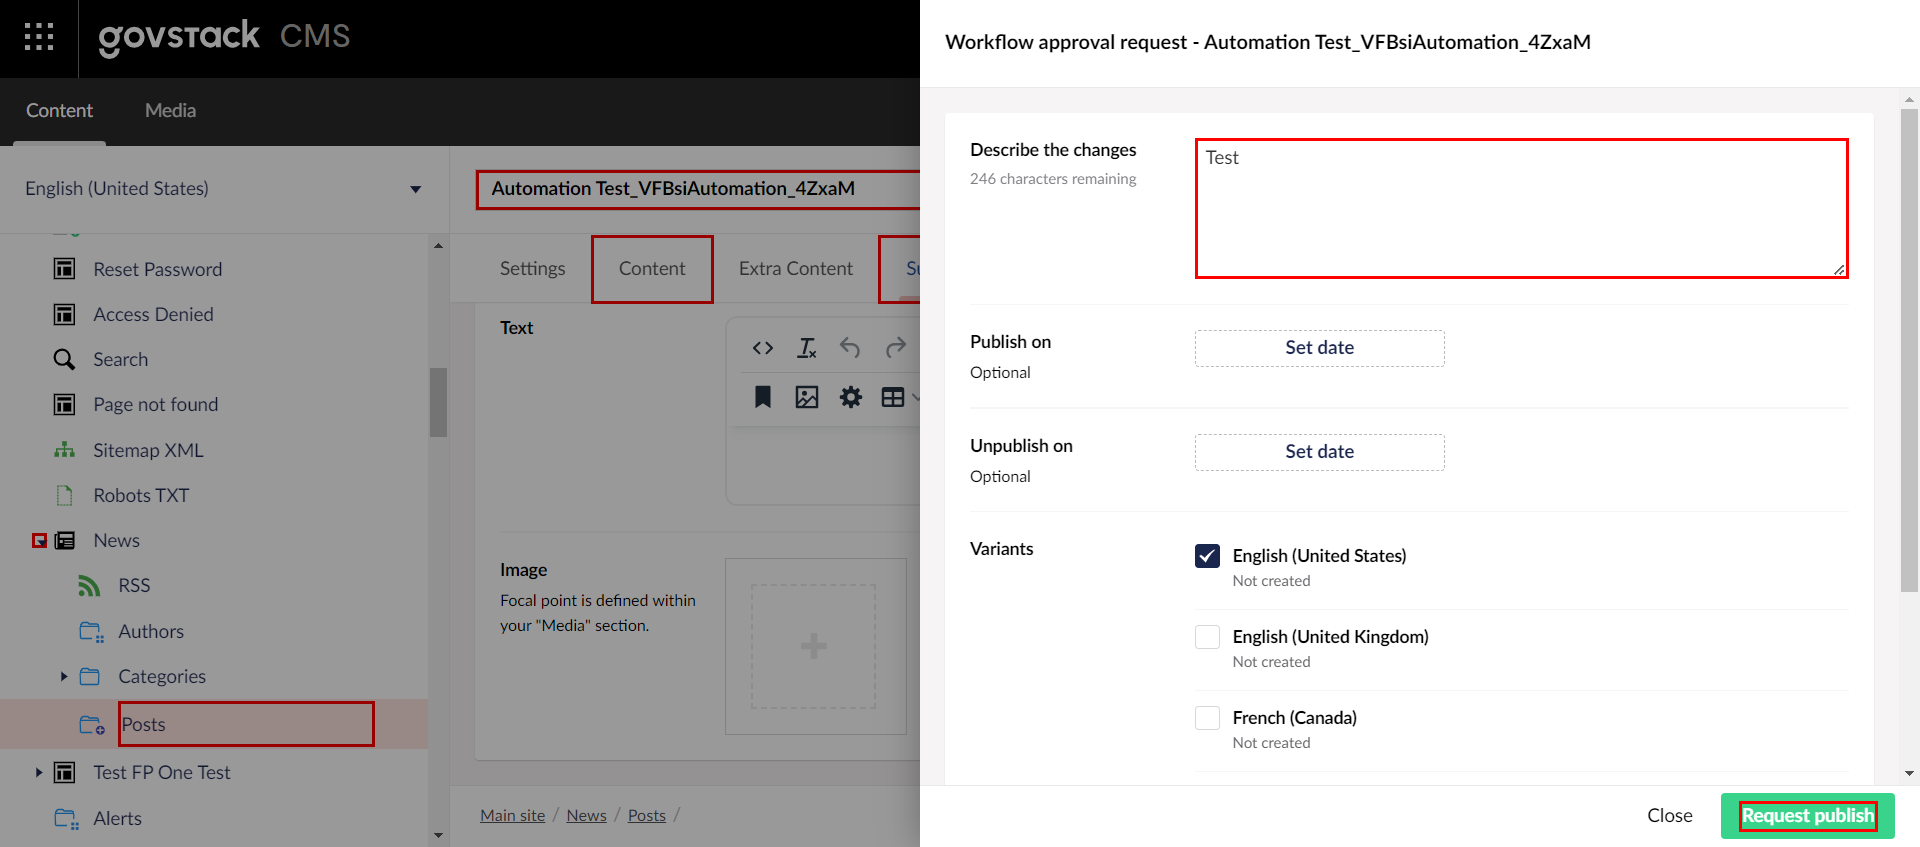 govstack CMS
Content
Media
English (United States)
Reset Password
Access Denied
Search
Page not found
Sitemap XML
Robots TXT
News
RSS
Authors
Categories
Posts
Test FP One Test
Alerts
Automation Test_VFBsiAutomation_4ZxaM
Settings
Content
Extra Content
Su
Text
Image
Focal point is defined within
your "Media" section.
Main site / News / Posts /
Workflow approval request - Automation Test_VFBsiAutomation_4ZxaM
Describe the changes
246 characters remaining
Test
Publish on
Optional
Set date
Unpublish on
Optional
Set date
Variants
English (United States)
Not created
English (United Kingdom)
Not created
French (Canada)
Not created
Close
Request publish